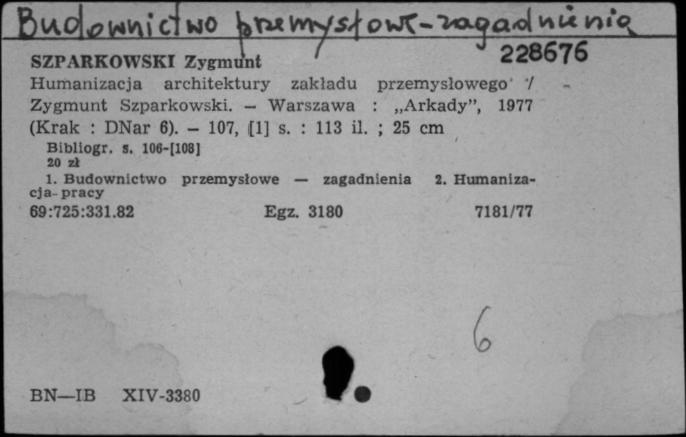 Budownictwo przemysłowe - zagadnienia
228676
SZPARKOWSKI Zygmunt
Humanizacja architektury zakładu przemysłowego /
Zygmunt Szparkowski. — Warszawa : „Arkady”, 1977
(Krak : DNar 6). — 107, [1] s. : 113 il. ; 25 cm
Bibliogr. s. 106-[108]
20 zł
1. Budownictwo przemysłowe — zagadnienia 2. Humaniza-
cja pracy
69:725:331.82 Egz. 3180 7181/77
6
BN—IB XIV-3380